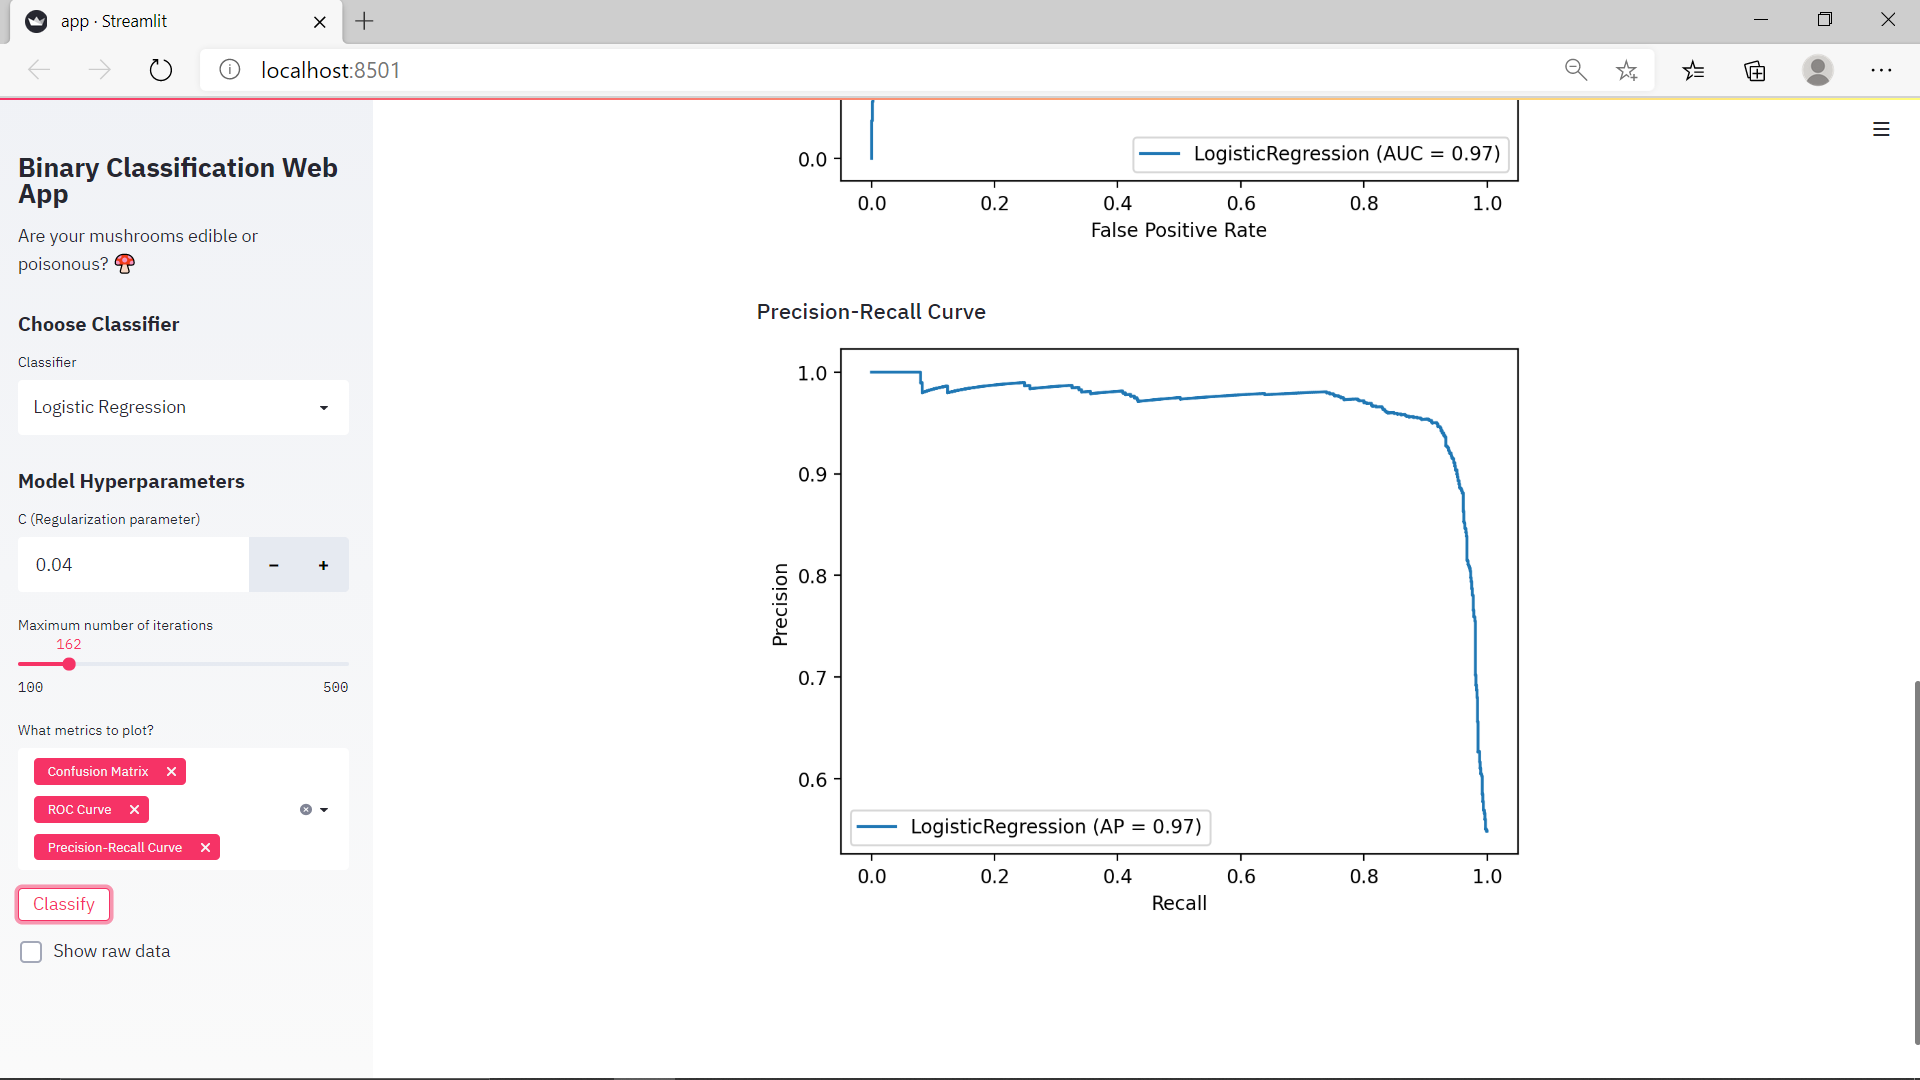 app · Streamlit
localhost:8501
Binary Classification Web
App
Are your mushrooms edible or
poisonous? 🍄
Choose Classifier
Classifier
Logistic Regression
Model Hyperparameters
C (Regularization parameter)
0.04
Maximum number of iterations
162
100 500
What metrics to plot?
Confusion Matrix
ROC Curve
Precision-Recall Curve
Classify
Show raw data
0.0
LogisticRegression (AUC = 0.97)
0.0 0.2 0.4 0.6 0.8 1.0
False Positive Rate
Precision-Recall Curve
1.0
0.9
0.8
0.7
0.6
Precision
LogisticRegression (AP = 0.97)
0.0 0.2 0.4 0.6 0.8 1.0
Recall